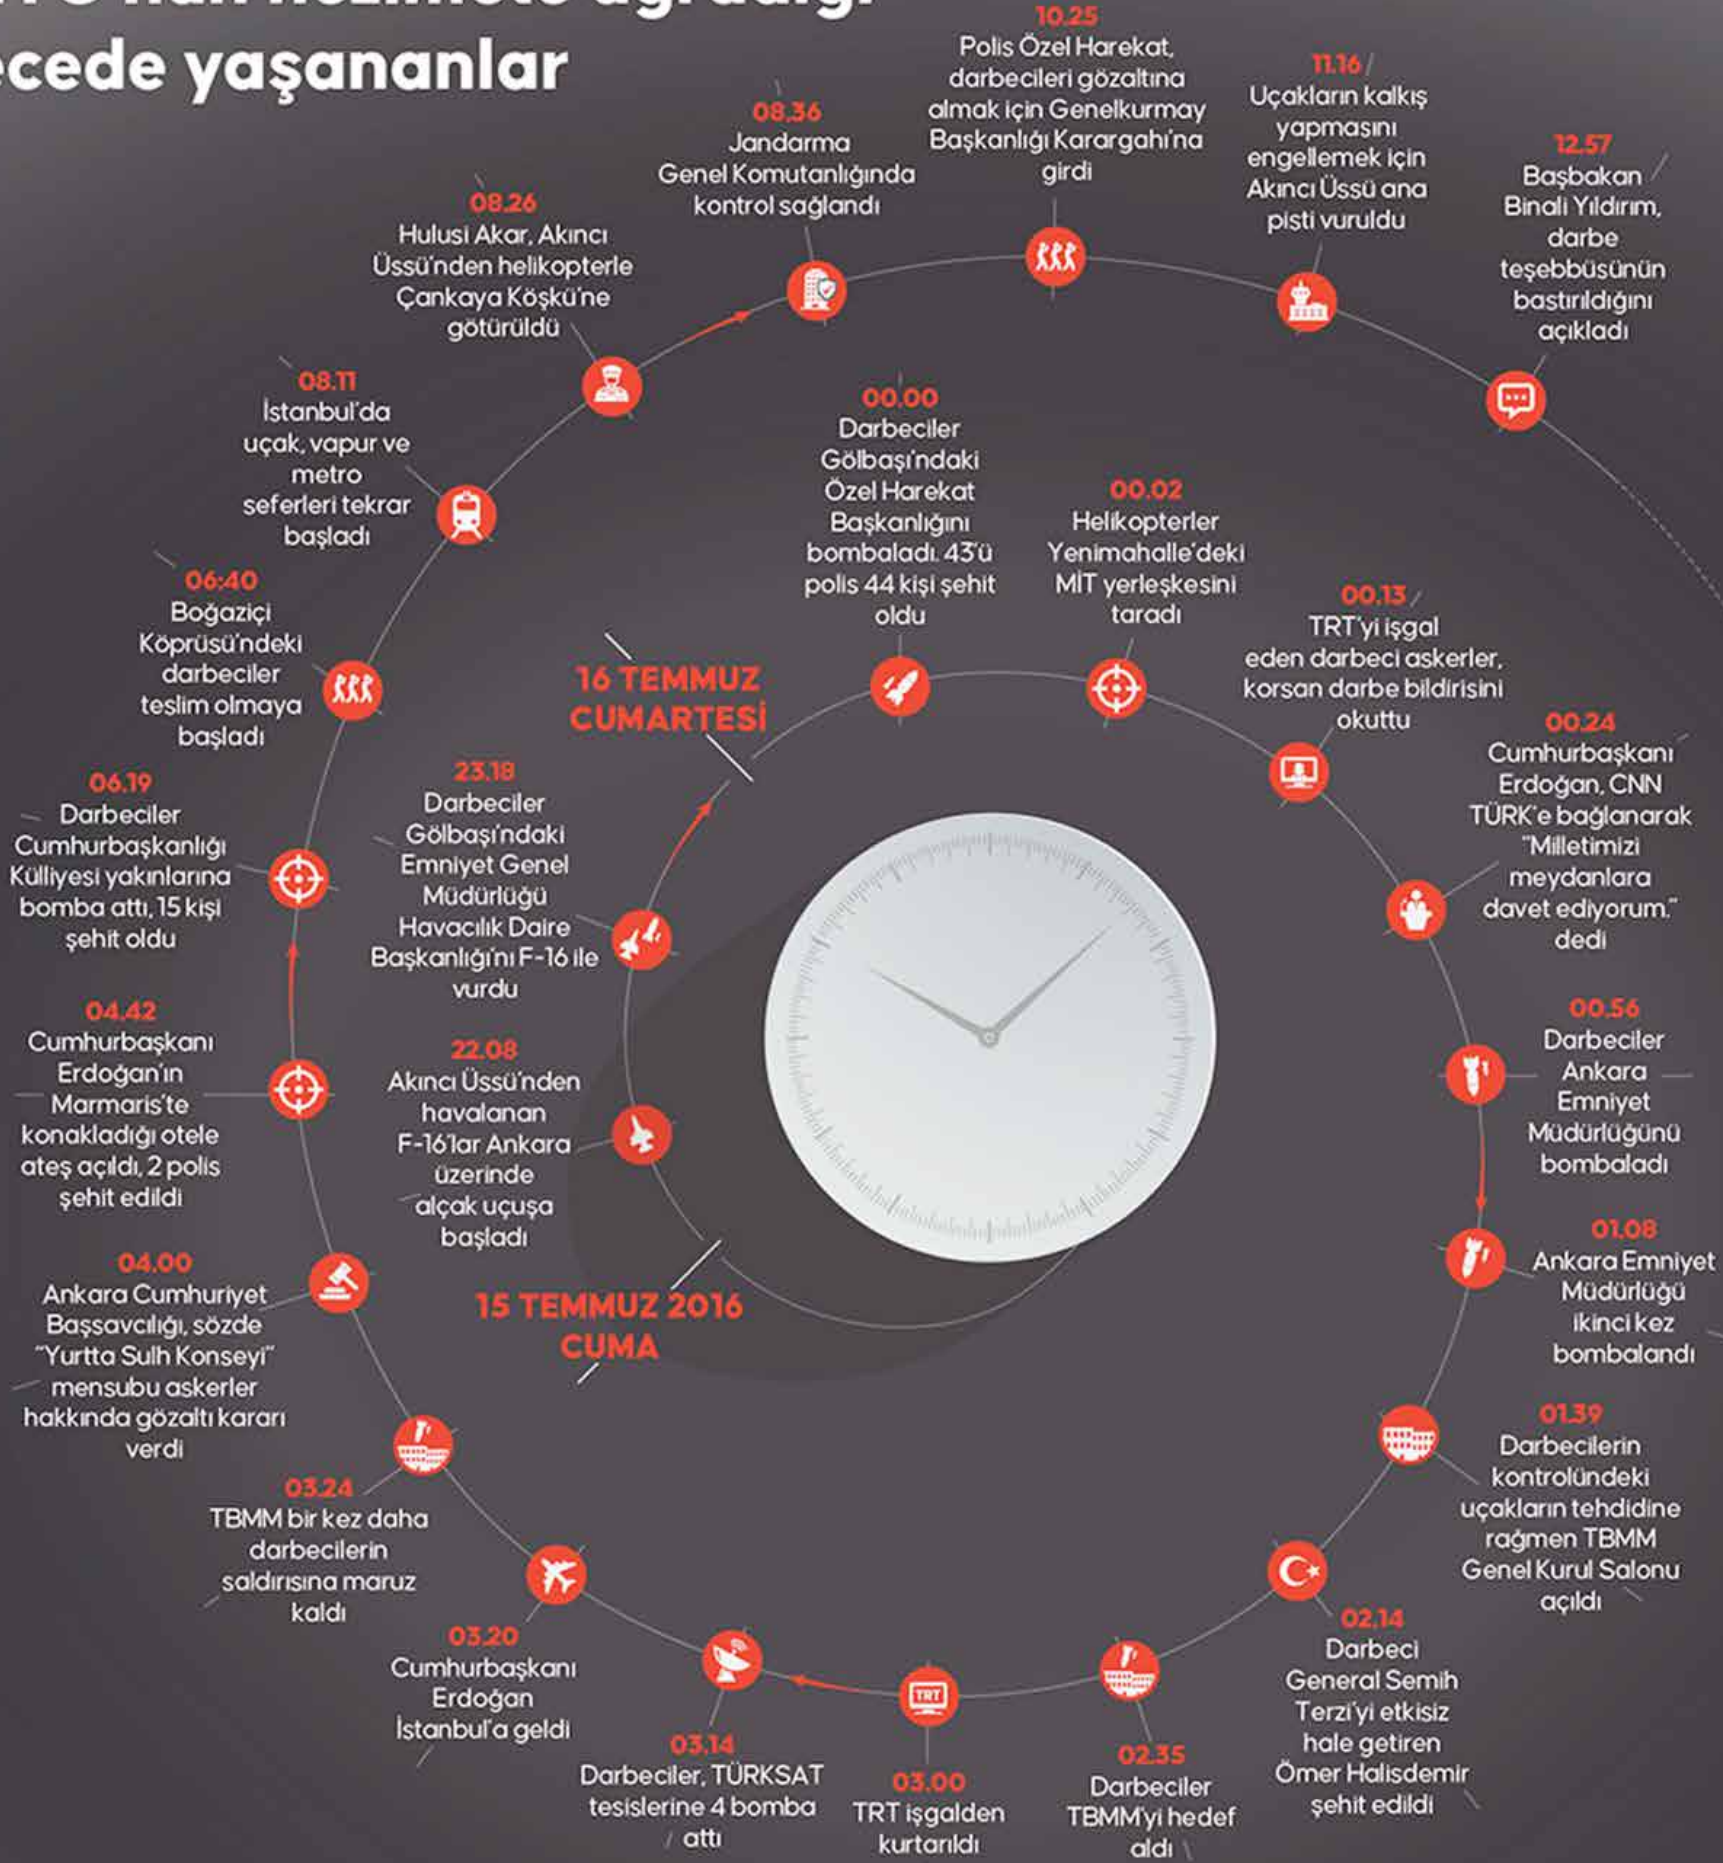 hezimete uğradığı
yaşananlar
15 TEMMUZ 2016
CUMA
22.08
Akıncı Üssü'nden
havalanan
F-16'lar Ankara
üzerinde
alçak uçuşa
başladı
23.18
Darbeciler
Gölbaşı'ndaki
Emniyet Genel
Müdürlüğü
Havacılık Daire
Başkanlığı'nı F-16 ile
vurdu
16 TEMMUZ
CUMARTESİ
00.00
Darbeciler
Gölbaşı'ndaki
Özel Harekat
Başkanlığını
bombaladı. 43'ü
polis 44 kişi şehit
oldu
00.02
Helikopterler
Yenimahalle'deki
MİT yerleşkesini
taradı
00.13
TRT'yi işgal
eden darbeci askerler,
korsan darbe bildirisini
okuttu
00.24
Cumhurbaşkanı
Erdoğan, CNN
TÜRK'e bağlanarak
"Milletimizi
meydanlara
davet ediyorum."
dedi
00.56
Darbeciler
Ankara
Emniyet
Müdürlüğünü
bombaladı
01.08
Ankara Emniyet
Müdürlüğü
ikinci kez
bombalandı
01.39
Darbecilerin
kontrolündeki
uçakların tehdidine
rağmen TBMM
Genel Kurul Salonu
açıldı
02.14
Darbeci
General Semih
Terzi'yi etkisiz
hale getiren
Ömer Halisdemir
şehit edildi
02.35
Darbeciler
TBMM'yi hedef
aldı
TRT
03.00
TRT işgalden
kurtarıldı
03.14
Darbeciler, TÜRKSAT
tesislerine 4 bomba
attı
03.20
Cumhurbaşkanı
Erdoğan
İstanbul'a geldi
03.24
TBMM bir kez daha
darbecilerin
saldırısına maruz
kaldı
04.00
Ankara Cumhuriyet
Başsavcılığı, sözde
"Yurtta Sulh Konseyi"
mensubu askerler
hakkında gözaltı kararı
verdi
04.42
Cumhurbaşkanı
Erdoğan'ın
Marmaris'te
konakladığı otele
ateş açıldı, 2 polis
şehit edildi
06.19
Darbeciler
Cumhurbaşkanlığı
Külliyesi yakınlarına
bomba attı, 15 kişi
şehit oldu
06:40
Boğaziçi
Köprüsü'ndeki
darbeciler
teslim olmaya
başladı
08.11
İstanbul'da
uçak, vapur ve
metro
seferleri tekrar
başladı
08.26
Hulusi Akar, Akıncı
Üssü'nden helikopterle
Çankaya Köşkü'ne
götürüldü
08.36
Jandarma
Genel Komutanlığında
kontrol sağlandı
10.25
Polis Özel Harekat,
darbecileri gözaltına
almak için Genelkurmay
Başkanlığı Karargahı'na
girdi
11.16
Uçakların kalkış
yapmasını
engellemek için
Akıncı Üssü ana
pisti vuruldu
12.57
Başbakan
Binali Yıldırım,
darbe
teşebbüsünün
bastırıldığını
açıkladı